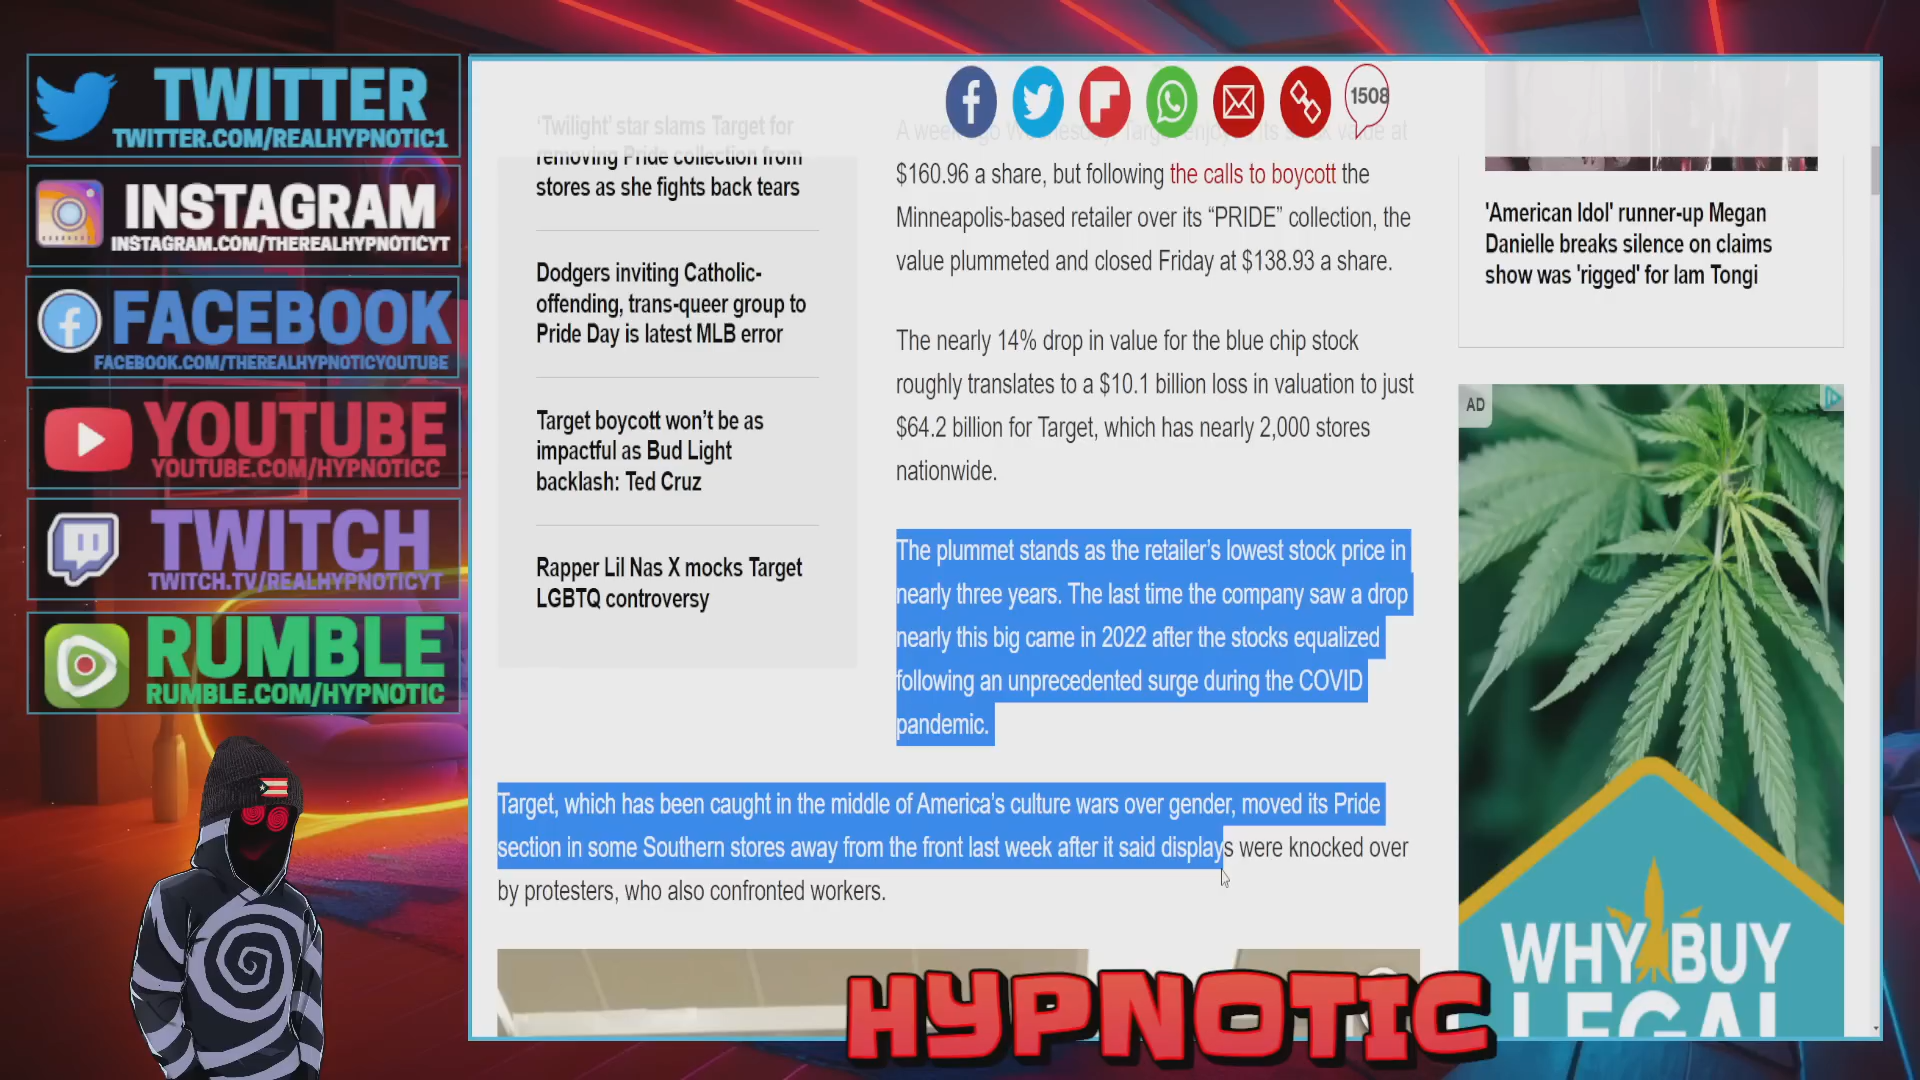 TWITTER
TWITTER.COM/REALHYPNOTIC1
INSTAGRAM
INSTAGRAM.COM/THEREALHYPNOTICYT
FACEBOOK
FACEBOOK.COM/THEREALHYPNOTICYOUTUBE
YOUTUBE
YOUTUBE.COM/HYPNOTICC
TWITCH
TWITCH.TV/REALHYPNOTICYT
RUMBLE
RUMBLE.COM/HYPNOTIC
‘Twilight’ star slams Target for
removing Pride collection from
stores as she fights back tears
Dodgers inviting Catholic-
offending, trans-queer group to
Pride Day is latest MLB error
Target boycott won’t be as
impactful as Bud Light
backlash: Ted Cruz
Rapper Lil Nas X mocks Target
LGBTQ controversy
1508
A week ago Target enjoyed its value at
$160.96 a share, but following the calls to boycott the
Minneapolis-based retailer over its “PRIDE” collection, the
value plummeted and closed Friday at $138.93 a share.
The nearly 14% drop in value for the blue chip stock
roughly translates to a $10.1 billion loss in valuation to just
$64.2 billion for Target, which has nearly 2,000 stores
nationwide.
The plummet stands as the retailer’s lowest stock price in
nearly three years. The last time the company saw a drop
nearly this big came in 2022 after the stocks equalized
following an unprecedented surge during the COVID
pandemic.
Target, which has been caught in the middle of America’s culture wars over gender, moved its Pride
section in some Southern stores away from the front last week after it said displays were knocked over
by protesters, who also confronted workers.
'American Idol' runner-up Megan
Danielle breaks silence on claims
show was 'rigged' for Iam Tongi
AD
WHY BUY
LEGAL
HYPNOTIC